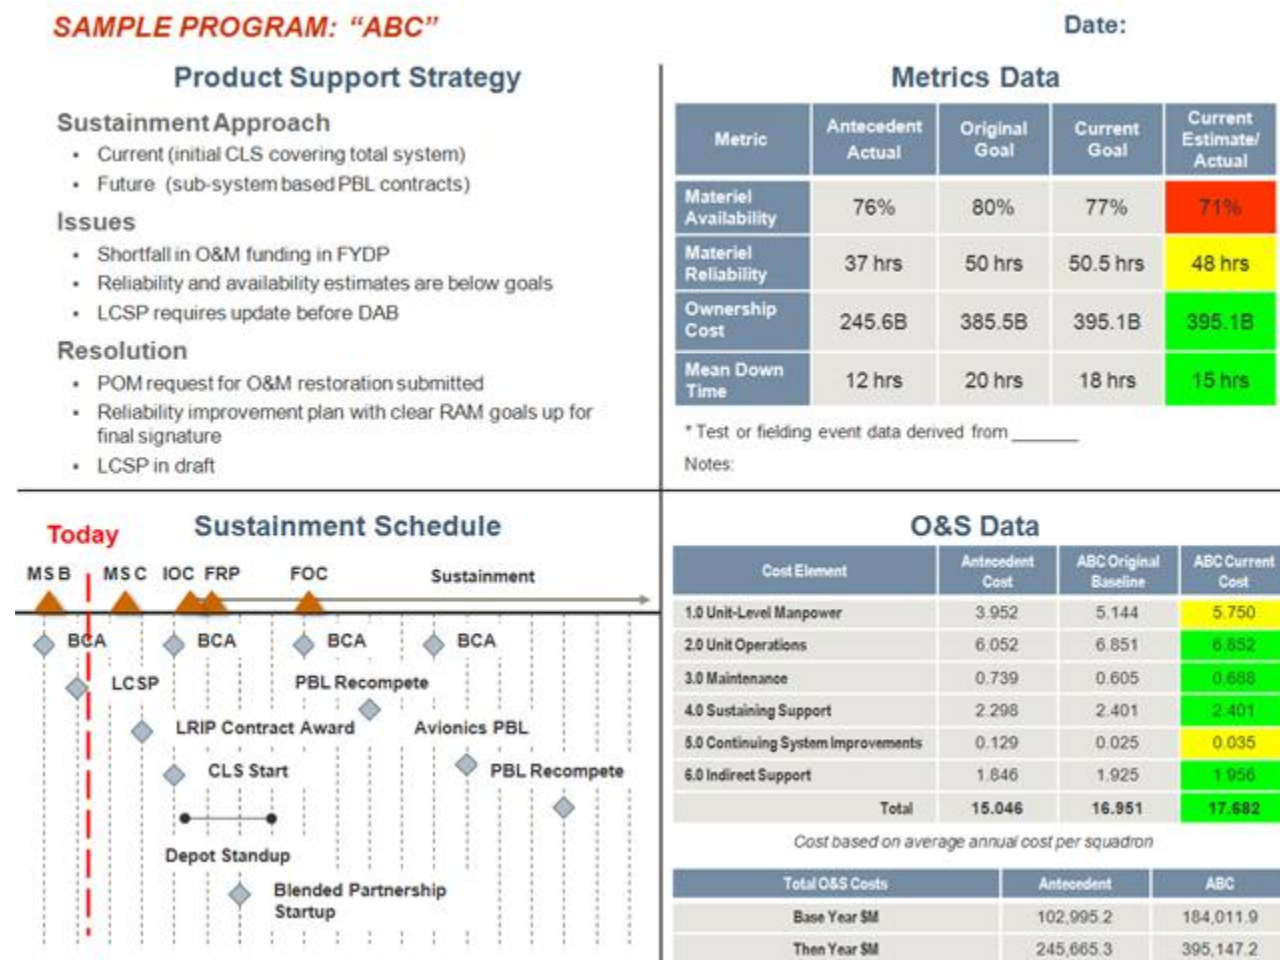 SAMPLE PROGRAM: “ABC”
Date:
Product Support Strategy
Sustainment Approach
• Current (initial CLS covering total system)
• Future (sub-system based PBL contracts)
Issues
• Shortfall in O&M funding in FYDP
• Reliability and availability estimates are below goals
• LCSP requires update before DAB
Resolution
• POM request for O&M restoration submitted
• Reliability improvement plan with clear RAM goals up for
final signature
• LCSP in draft
Metrics Data
Metric Antecedent Actual Original Goal Current Goal Current Estimate/ Actual
Materiel Availability 76% 80% 77% 71%
Materiel Reliability 37 hrs 50 hrs 50.5 hrs 48 hrs
Ownership Cost 245.6B 385.5B 395.1B 395.1B
Mean Down Time 12 hrs 20 hrs 18 hrs 15 hrs
* Test or fielding event data derived from ______
Notes:
Today
Sustainment Schedule
MS B MS C IOC FRP FOC Sustainment
BCA BCA BCA BCA
LCSP PBL Recompete
LRIP Contract Award Avionics PBL
CLS Start PBL Recompete
Depot Standup
Blended Partnership
Startup
O&S Data
Cost Element Antecedent Cost ABC Original Baseline ABC Current Cost
1.0 Unit-Level Manpower 3.952 5.144 5.750
2.0 Unit Operations 6.052 6.851 6.852
3.0 Maintenance 0.739 0.605 0.688
4.0 Sustaining Support 2.298 2.401 2.401
5.0 Continuing System Improvements 0.129 0.025 0.035
6.0 Indirect Support 1.846 1.925 1.956
Total 15.046 16.951 17.682
Cost based on average annual cost per squadron
Total O&S Costs Antecedent ABC
Base Year $M 102,995.2 184,011.9
Then Year $M 245,665.3 395,147.2